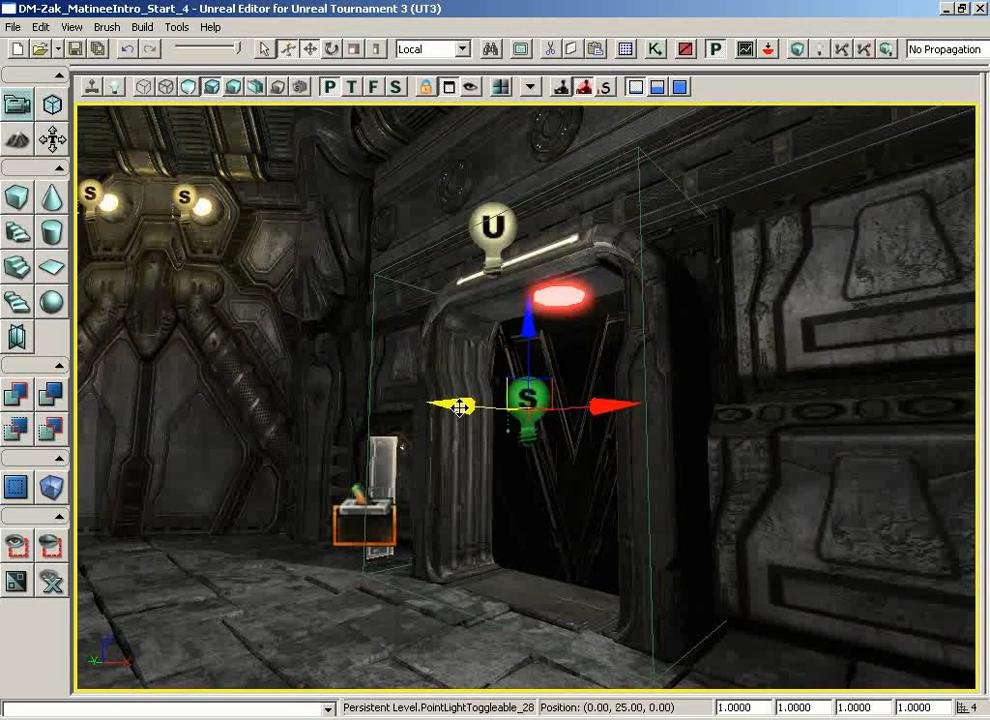 DM-Zak_MatineeIntro_Start_4 - Unreal Editor for Unreal Tournament 3 (UT3)
File Edit View Brush Build Tools Help
Local
K
P
No Propagation
P T F S
S
S
S
U
S
Persistent Level.PointLightToggleable_28
Position: (0.00, 25.00, 0.00)
1.0000
1.0000
1.0000
1.0000
4